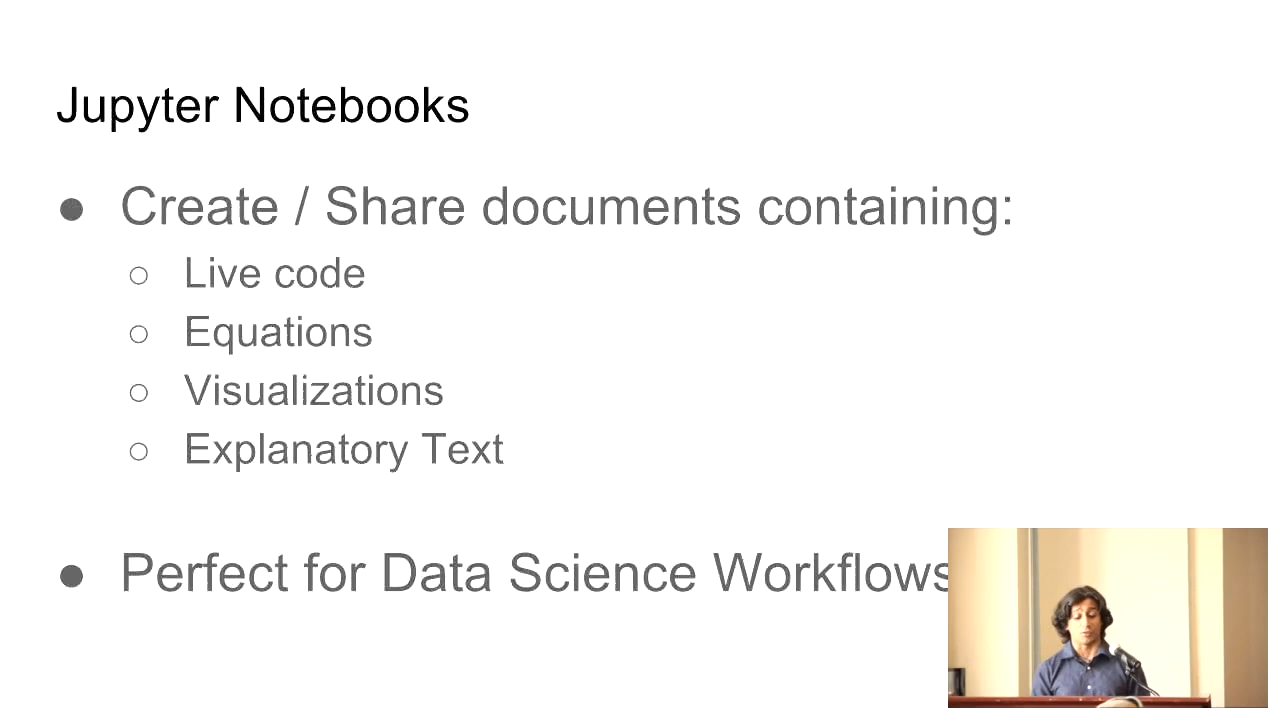 Jupyter Notebooks
● Create / Share documents containing:
○ Live code
○ Equations
○ Visualizations
○ Explanatory Text
● Perfect for Data Science Workflows